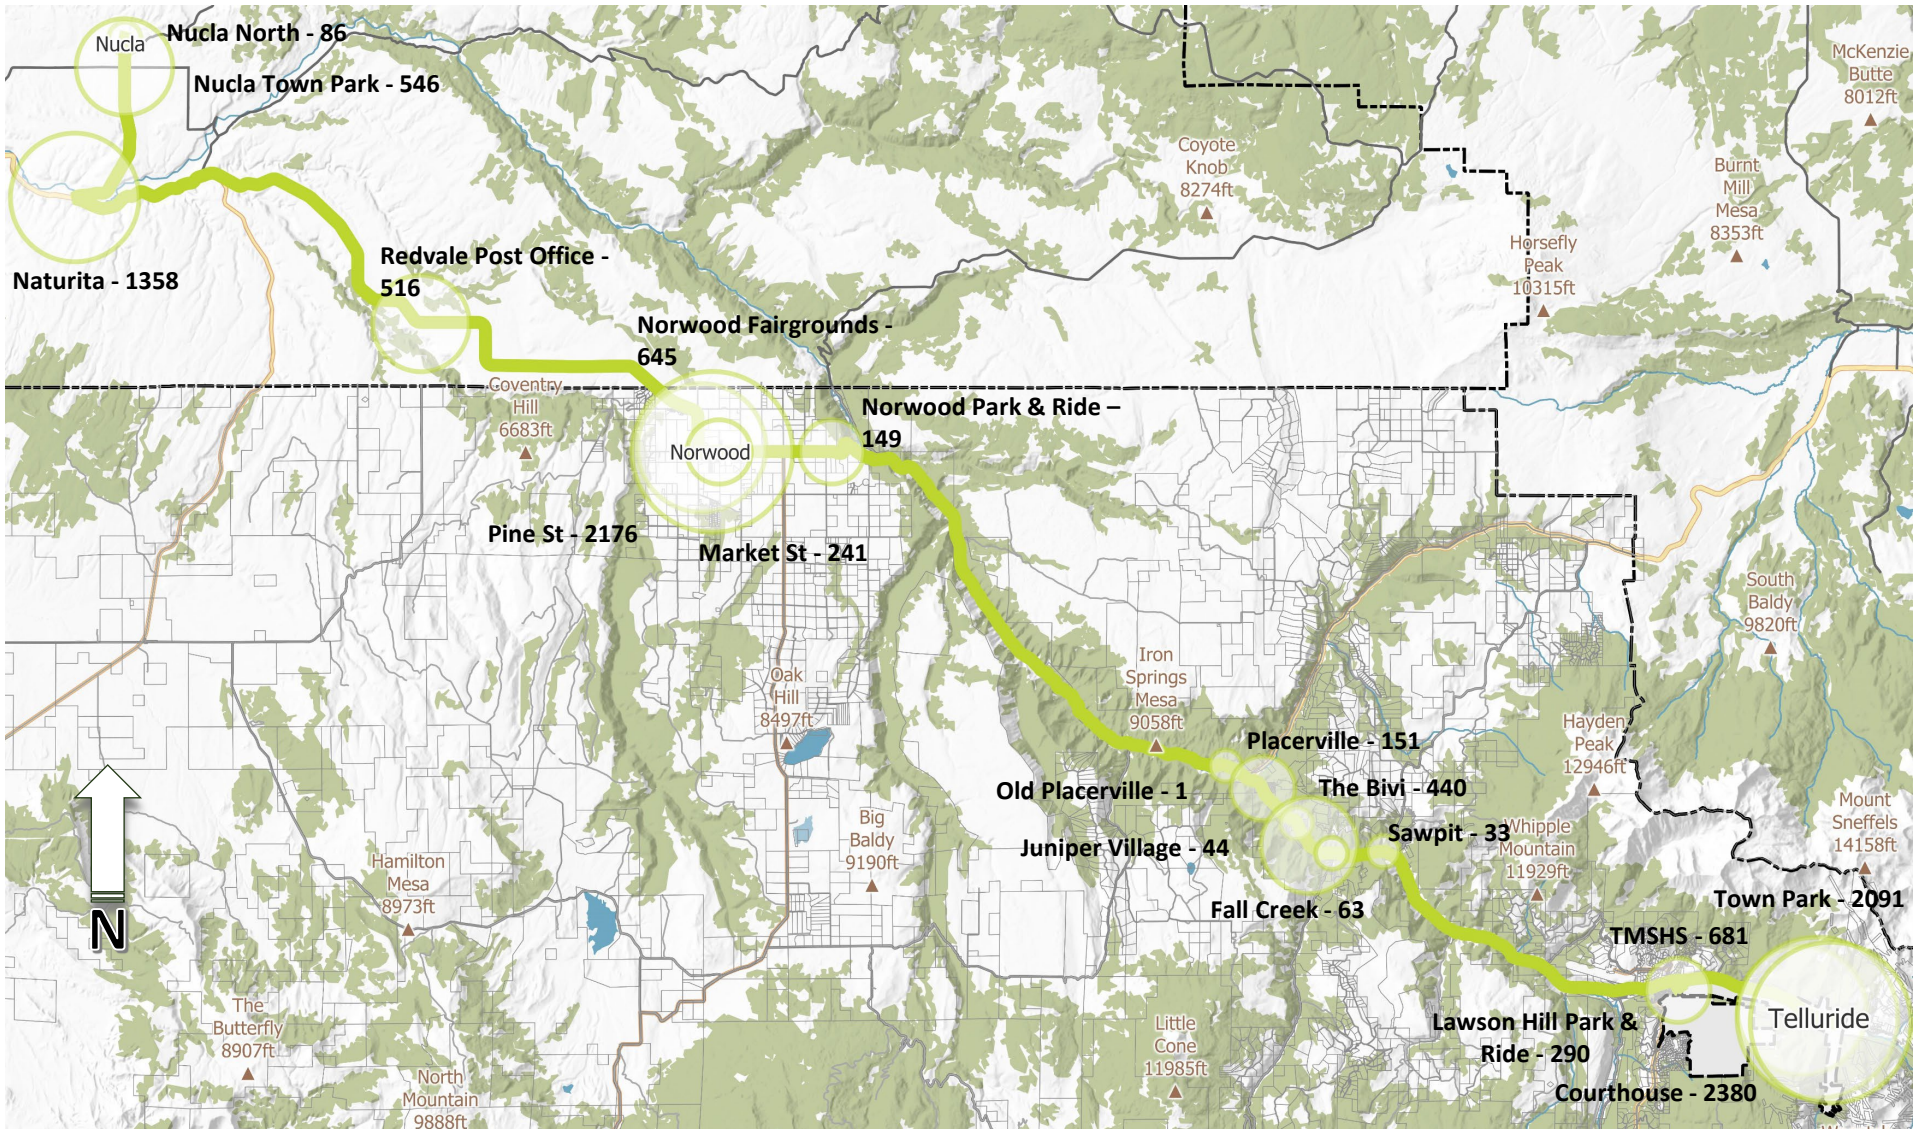 Nucla
Nucla North - 86
Nucla Town Park - 546
McKenzie
Butte
8012ft
Coyote
Knob
8274ft
Burnt
Mill
Mesa
8353ft
Horsefly
Peak
10315ft
Naturita - 1358
Redvale Post Office -
516
Norwood Fairgrounds -
645
Coventry
Hill
6683ft
Norwood Park & Ride –
149
Norwood
Pine St - 2176
Market St - 241
South
Baldy
9820ft
Iron
Springs
Mesa
9058ft
Oak
Hill
8497ft
Hayden
Peak
12946ft
Placerville - 151
Old Placerville - 1
The Bivi - 440
Mount
Sneffels
14158ft
Big
Baldy
9190ft
Juniper Village - 44
Sawpit - 33
Whipple
Mountain
11929ft
Hamilton
Mesa
8973ft
N
Fall Creek - 63
Town Park - 2091
TMSHS - 681
The
Butterfly
8907ft
Little
Cone
11985ft
Lawson Hill Park &
Ride - 290
Telluride
North
Mountain
9888ft
Courthouse - 2380